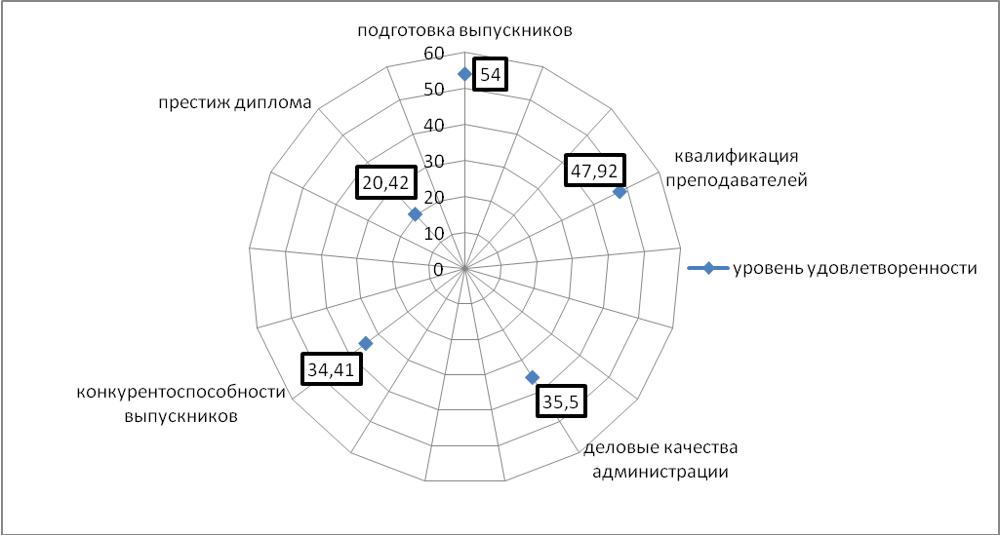 подготовка выпускников
60
54
50
престиж диплома
40
квалификация
преподавателей
47,92
30
20,42
20
10
0
уровень удовлетворенности
34,41
конкурентоспособности
выпускников
35,5
деловые качества
администрации